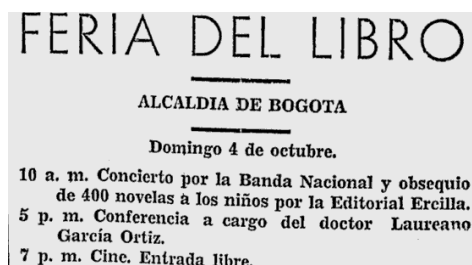 FERIA DEL LIBRO
ALCALDIA DE BOGOTA
Domingo 4 de octubre.
10 a. m. Concierto por la Banda Nacional y obsequio
de 400 novelas a los niños por la Editorial Ercilla.
5 p. m. Conferencia a cargo del doctor Laureano
García Ortiz.
7 p. m. Cine. Entrada libre.